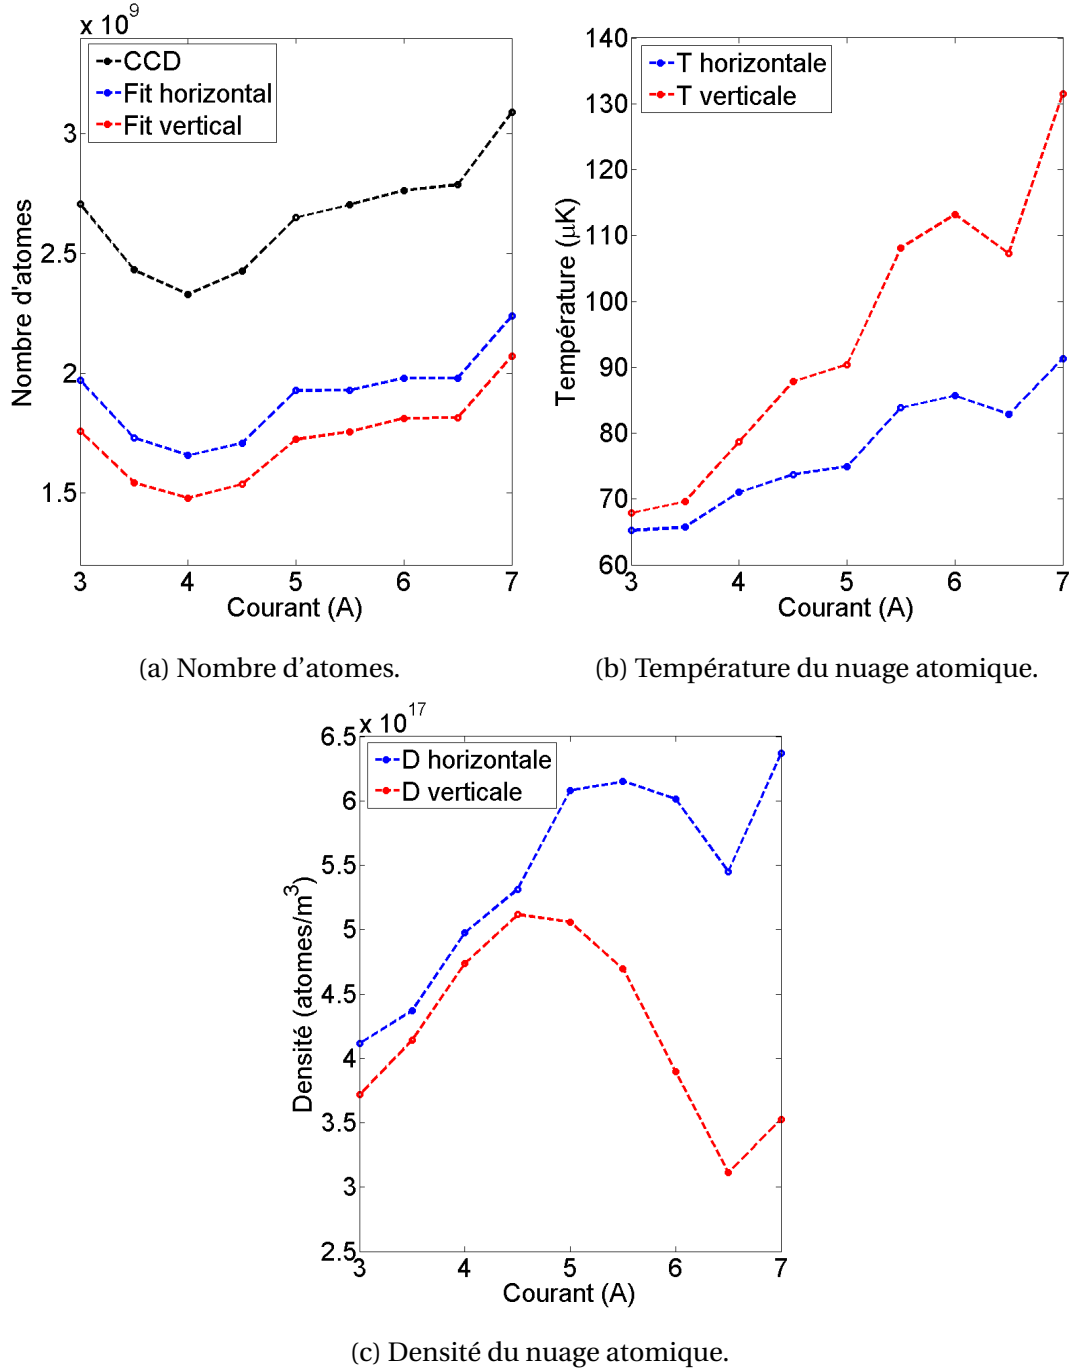 x 10^9
CCD
Fit horizontal
Fit vertical
3
2.5
2
1.5
Nombre d'atomes
3 4 5 6 7
Courant (A)
(a) Nombre d'atomes.
140
130
120
110
100
90
80
70
60
T horizontale
T verticale
Température (µK)
3 4 5 6 7
Courant (A)
(b) Température du nuage atomique.
x 10^17
6.5
6
5.5
5
4.5
4
3.5
3
2.5
D horizontale
D verticale
Densité (atomes/m^3)
3 4 5 6 7
Courant (A)
(c) Densité du nuage atomique.